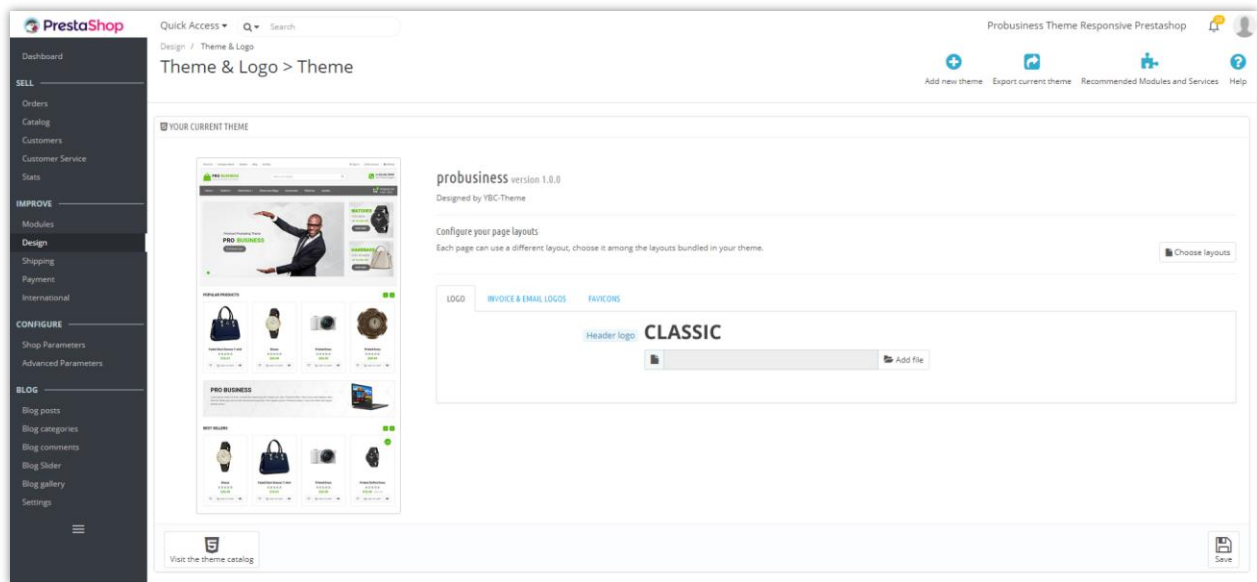 PrestaShop
Quick Access
Search
Probusiness Theme Responsive Prestashop
Design / Theme & Logo
Theme & Logo > Theme
Add new theme
Export current theme
Recommended Modules and Services
Help
Dashboard
SELL
Orders
Catalog
Customers
Customer Service
Stats
IMPROVE
Modules
Design
Shipping
Payment
International
CONFIGURE
Shop Parameters
Advanced Parameters
BLOG
Blog posts
Blog categories
Blog comments
Blog Slider
Blog gallery
Settings
YOUR CURRENT THEME
PRO BUSINESS
WATCHES
PRO BUSINESS
HANDBAGS
POPULAR PRODUCTS
PRO BUSINESS
BEST SELLERS
probusiness version 1.0.0
Designed by YBC-Theme
Configure your page layouts
Each page can use a different layout, choose it among the layouts bundled in your theme.
Choose layouts
LOGO
INVOICE & EMAIL LOGOS
FAVICONS
Header logo
CLASSIC
Add file
Visit the theme catalog
Save